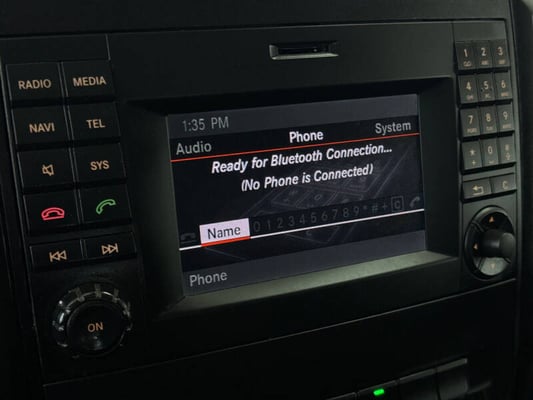 RADIO MEDIA
NAVI TEL
SYS
ON
1:35 PM
Audio Phone System
Ready for Bluetooth Connection...
(No Phone is Connected)
Name 0 1 2 3 4 5 6 7 8 9 * # + C
Phone
1 2 3
4 5 6
7 8 9
* 0 #
C